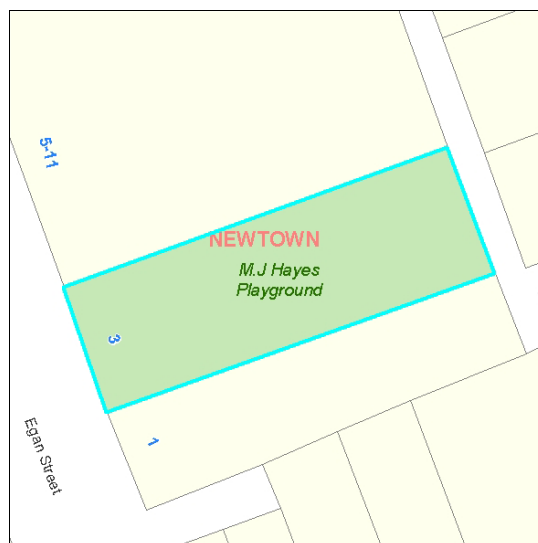 5-11
NEWTOWN
M.J Hayes
Playground
3
1
Egan Street